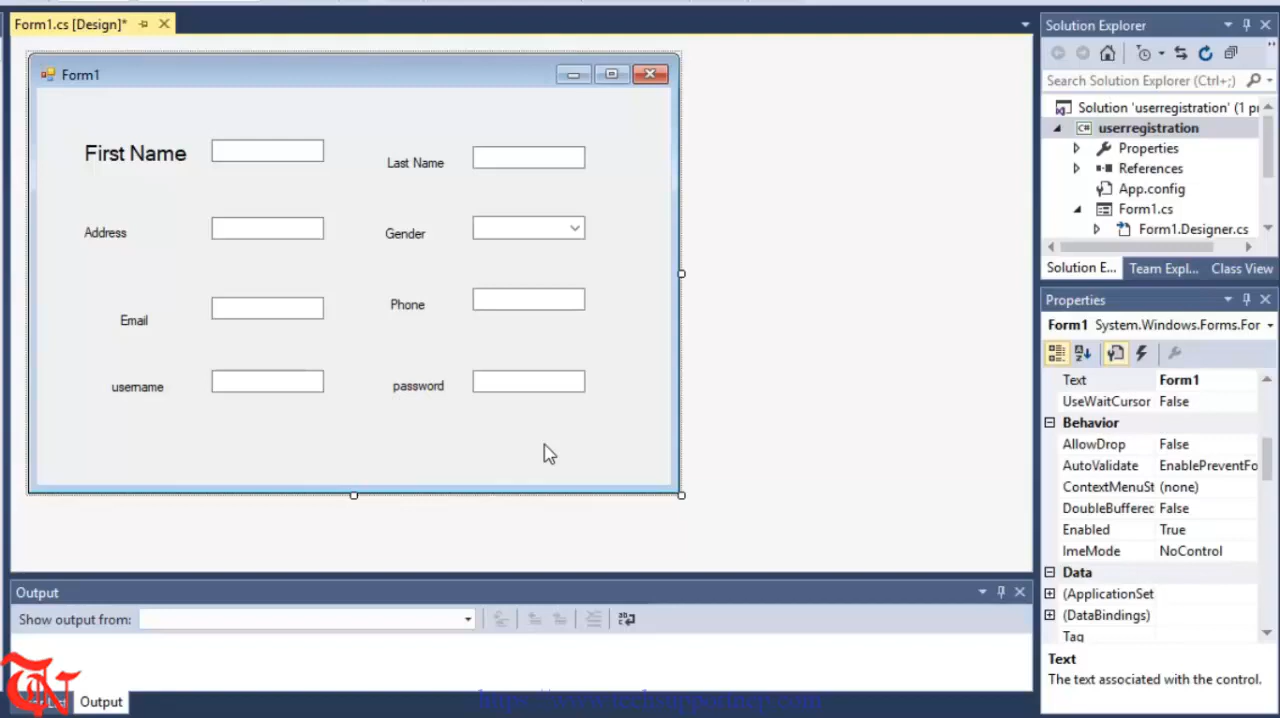 Form1.cs [Design]*
Form1
First Name
Last Name
Address
Gender
Email
Phone
username
password
Output
Show output from:
Output
Solution Explorer
Search Solution Explorer (Ctrl+;)
Solution 'userregistration' (1
C# userregistration
Properties
References
App.config
Form1.cs
Form1.Designer.cs
Solution E... Team Expl... Class View
Properties
Form1 System.Windows.Forms.For
Text Form1
UseWaitCursor False
Behavior
AllowDrop False
AutoValidate EnablePreventFo
ContextMenuSt (none)
DoubleBuffered False
Enabled True
ImeMode NoControl
Data
(ApplicationSet
(DataBindings)
Tag
Text
The text associated with the control.